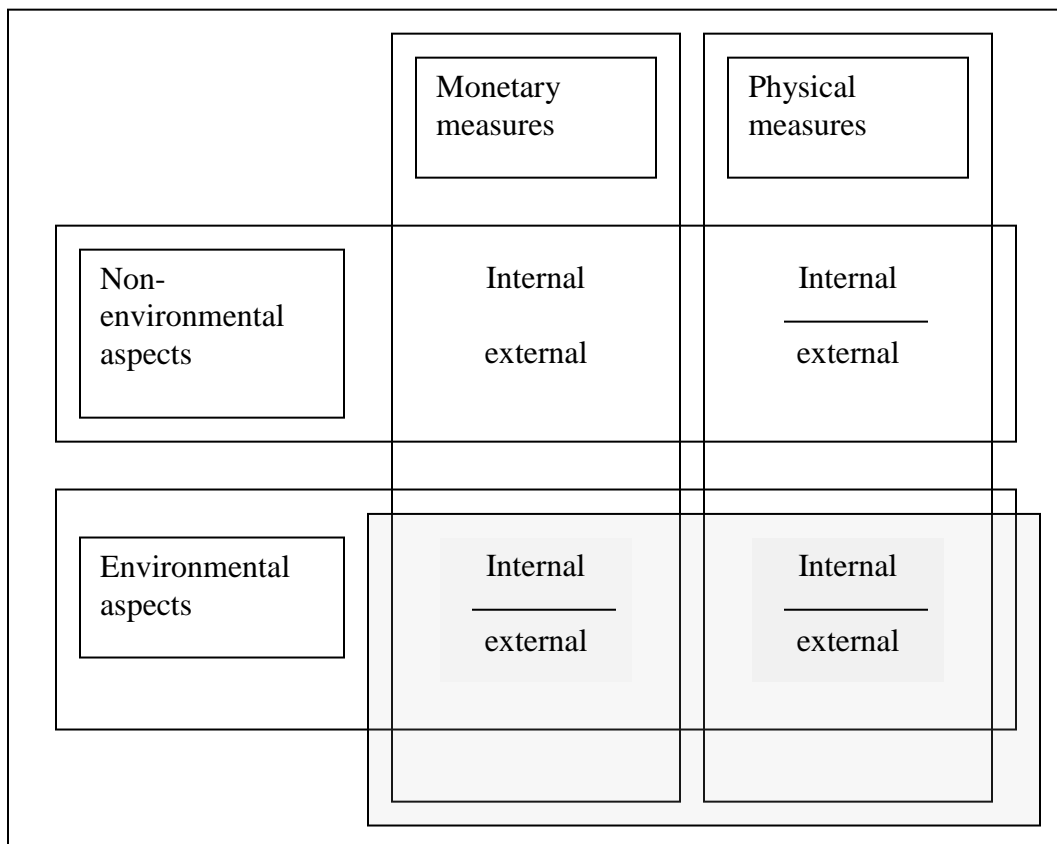 Monetary
measures
Physical
measures
Non-
environmental
aspects
Internal
external
Internal
external
Environmental
aspects
Internal
external
Internal
external